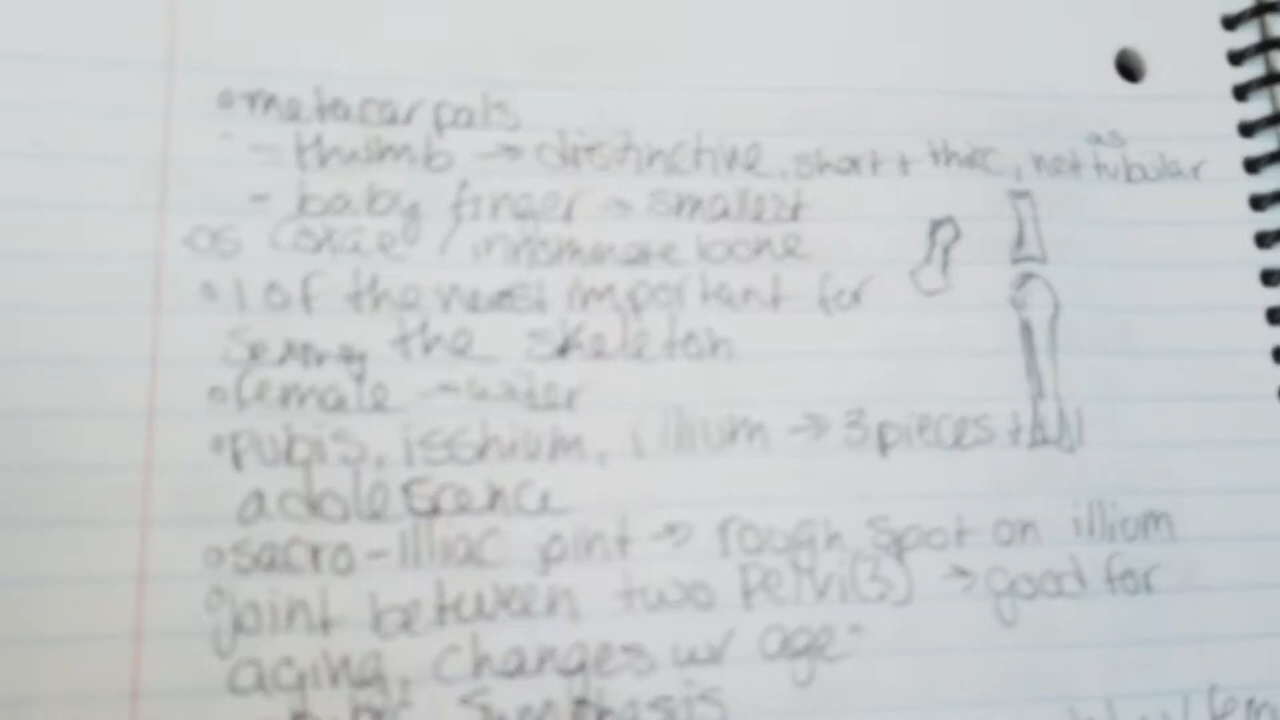 • metacarpals
- thumb → distinctive, short + thic, not as tubular
- baby finger → smallest
Os Coxae / innominate bone
• 1 of the most important for
sexing the skeleton
• female → wider
• pubis, isshium, illium → 3 pieces
adolescence
• sacro-illiac joint → rough spot on illium
• joint between two Pelvi(3) → good for
aging, changes w/ age